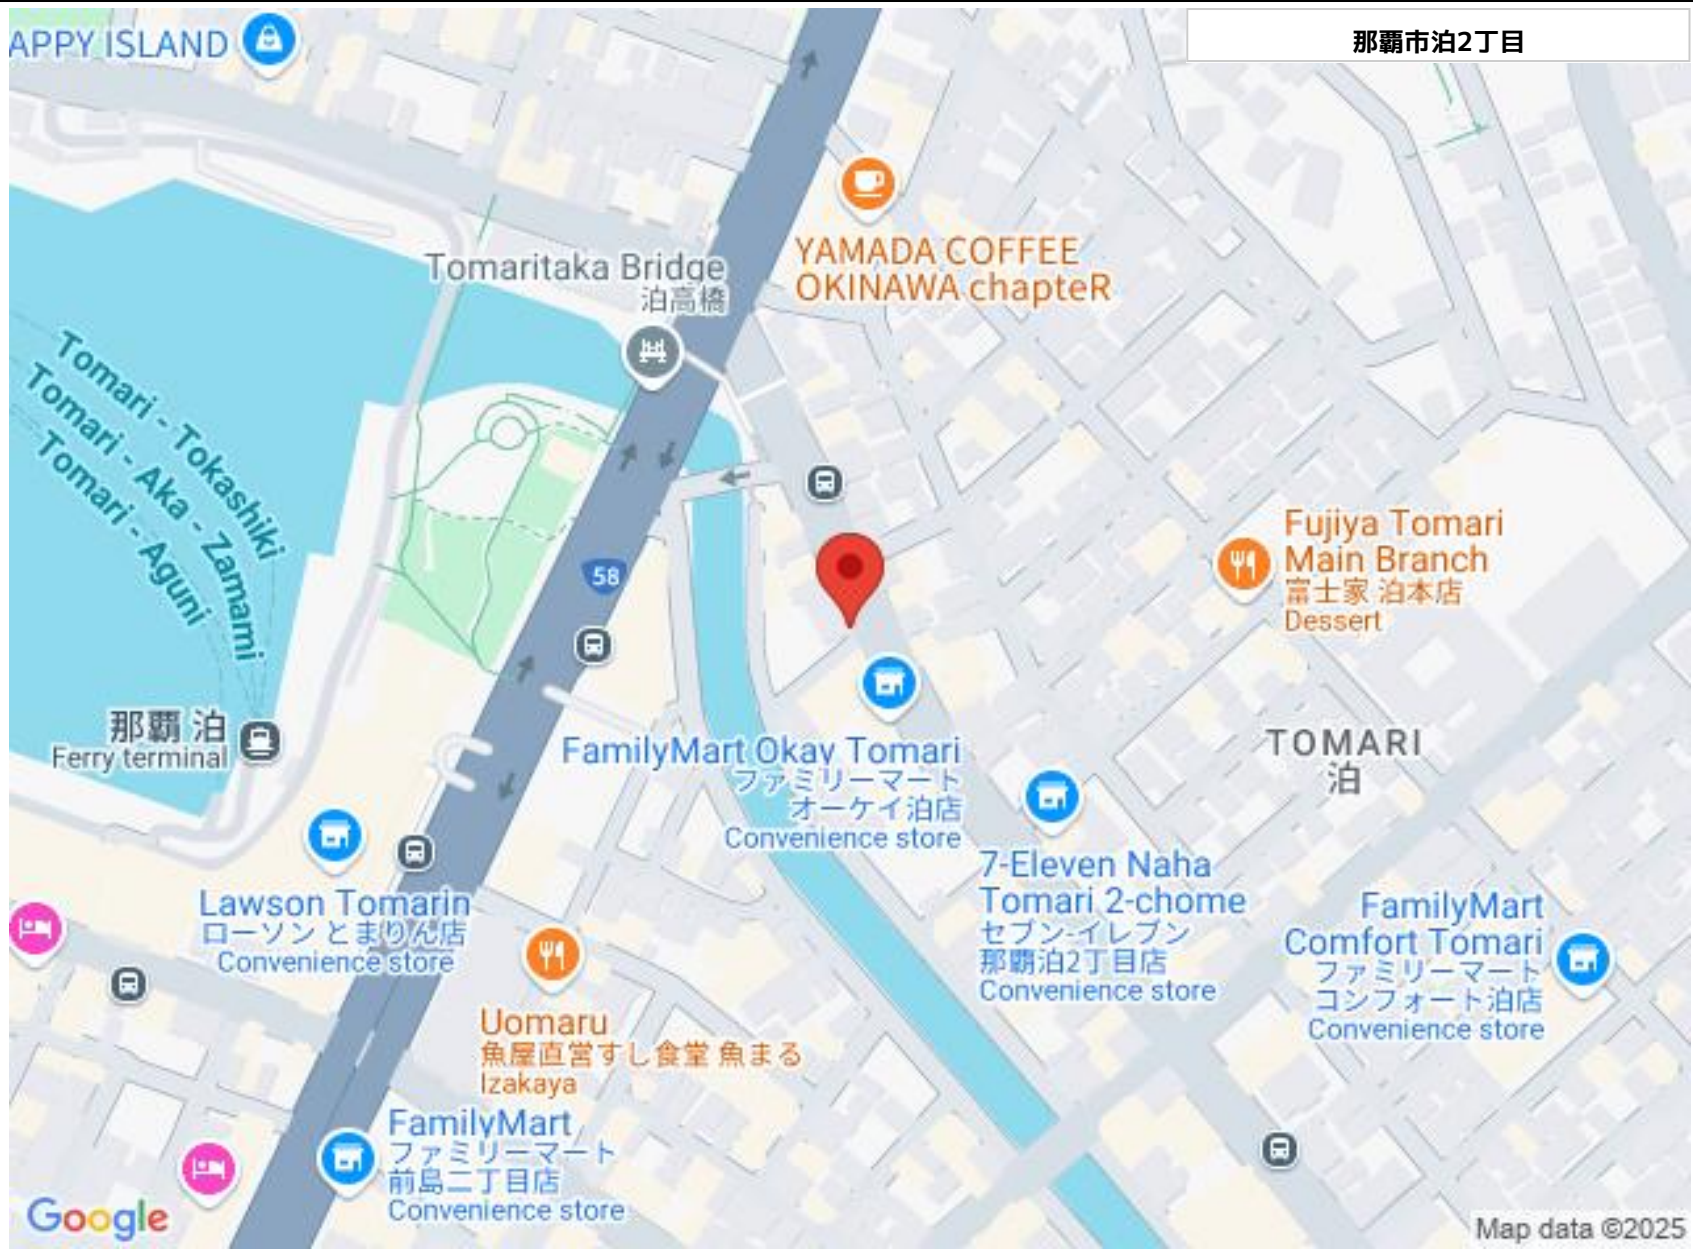 APPY ISLAND
那覇市泊2丁目
YAMADA COFFEE
OKINAWA chapteR
Tomaritaka Bridge
泊高橋
Tomari - Tokashiki
Tomari - Aka - Zamami
Tomari - Aguni
58
Fujiya Tomari
Main Branch
富士家 泊本店
Dessert
那覇 泊
Ferry terminal
TOMARI
泊
FamilyMart Okay Tomari
ファミリーマート
オーケイ泊店
Convenience store
7-Eleven Naha
Tomari 2-chome
セブン-イレブン
那覇泊2丁目店
Convenience store
Lawson Tomarin
ローソン とまりん店
Convenience store
FamilyMart
Comfort Tomari
ファミリーマート
コンフォート泊店
Convenience store
Uomaru
魚屋直営すし食堂 魚まる
Izakaya
FamilyMart
ファミリーマート
前島二丁目店
Convenience store
Google
Map data ©2025